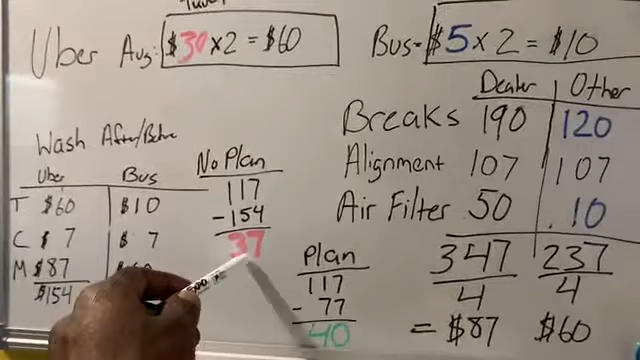 Travel
Uber Avg: $30 x 2 = $60
Bus = $5 x 2 = $10
Dealer Other
Breaks 190 120
Alignment 107 107
Air Filter 50 10
347 237
4 4
= $87 $60
Wash After/Before
Uber Bus
T $60 $10
C $ 7 $ 7
M $87
$154
No Plan
117
-154
37
Plan
117
- 77
40